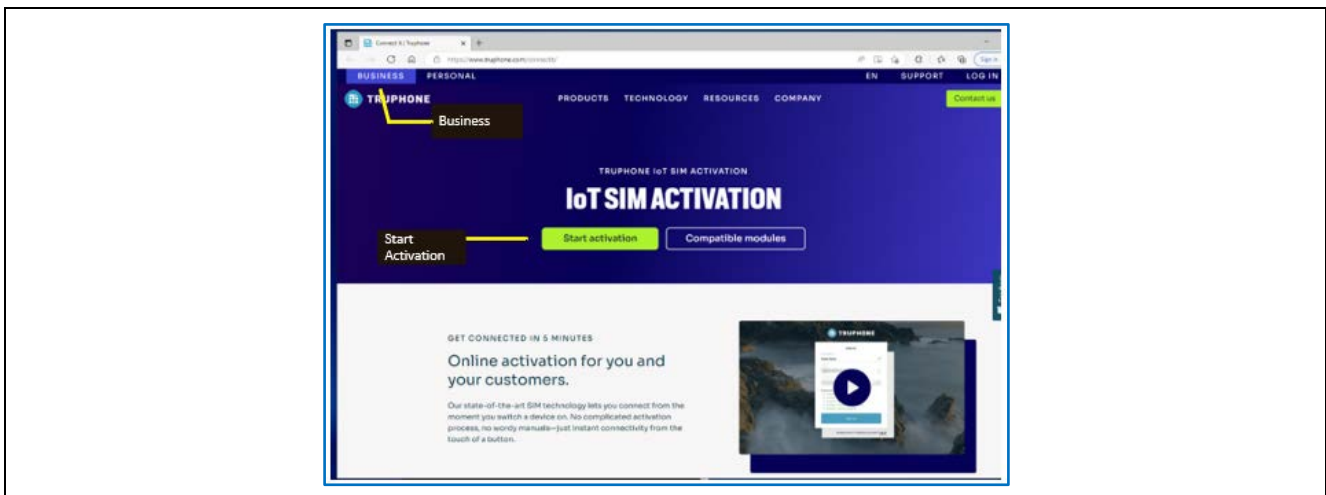 Connect It | Truphone
https://www.truphone.com/connectit/
BUSINESS PERSONAL EN SUPPORT LOG IN
TRUPHONE PRODUCTS TECHNOLOGY RESOURCES COMPANY Contact us
Business
TRUPHONE IoT SIM ACTIVATION
IoT SIM ACTIVATION
Start activation Compatible modules
Start
Activation
GET CONNECTED IN 5 MINUTES
Online activation for you and
your customers.
Our state-of-the-art SIM technology lets you connect from the
moment you switch a device on. No complicated activation
process, no wordy manuals—just instant connectivity from the
touch of a button.
TRUPHONE